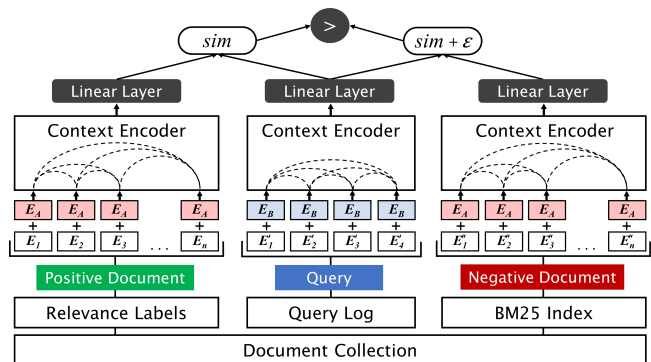 >
sim sim + ε
Linear Layer Linear Layer Linear Layer
Context Encoder Context Encoder Context Encoder
E_A E_A E_A E_A E_B E_B E_B E_B E_A E_A E_A E_A
+ + + + + + + + + + + +
E_1 E_2 E_3 . . . E_n E'_1 E'_2 E'_3 E'_4 E''_1 E''_2 E''_3 . . . E''_n
Positive Document Query Negative Document
Relevance Labels Query Log BM25 Index
Document Collection